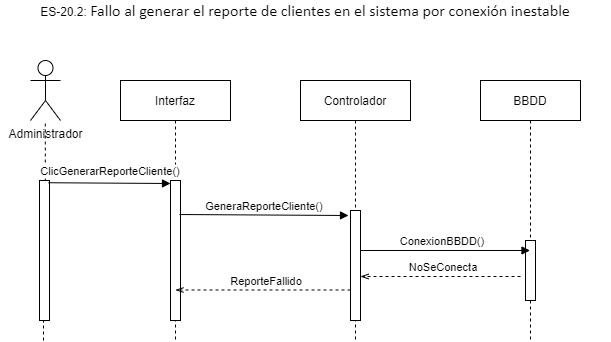 ES-20.2: Fallo al generar el reporte de clientes en el sistema por conexión inestable
Interfaz
Controlador
BBDD
Administrador
ClicGenerarReporteCliente()
GeneraReporteCliente()
ConexionBBDD()
NoSeConecta
ReporteFallido